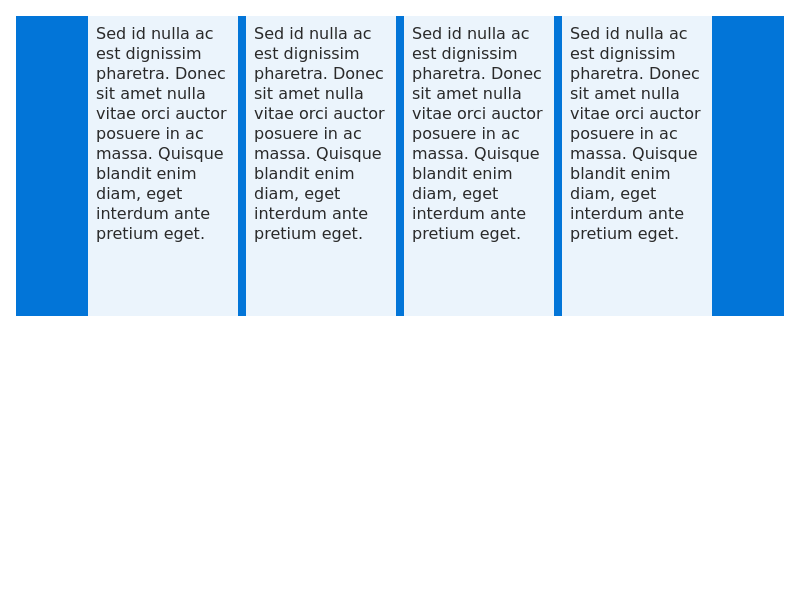 Sed id nulla ac
est dignissim
pharetra. Donec
sit amet nulla
vitae orci auctor
posuere in ac
massa. Quisque
blandit enim
diam, eget
interdum ante
pretium eget.
Sed id nulla ac
est dignissim
pharetra. Donec
sit amet nulla
vitae orci auctor
posuere in ac
massa. Quisque
blandit enim
diam, eget
interdum ante
pretium eget.
Sed id nulla ac
est dignissim
pharetra. Donec
sit amet nulla
vitae orci auctor
posuere in ac
massa. Quisque
blandit enim
diam, eget
interdum ante
pretium eget.
Sed id nulla ac
est dignissim
pharetra. Donec
sit amet nulla
vitae orci auctor
posuere in ac
massa. Quisque
blandit enim
diam, eget
interdum ante
pretium eget.